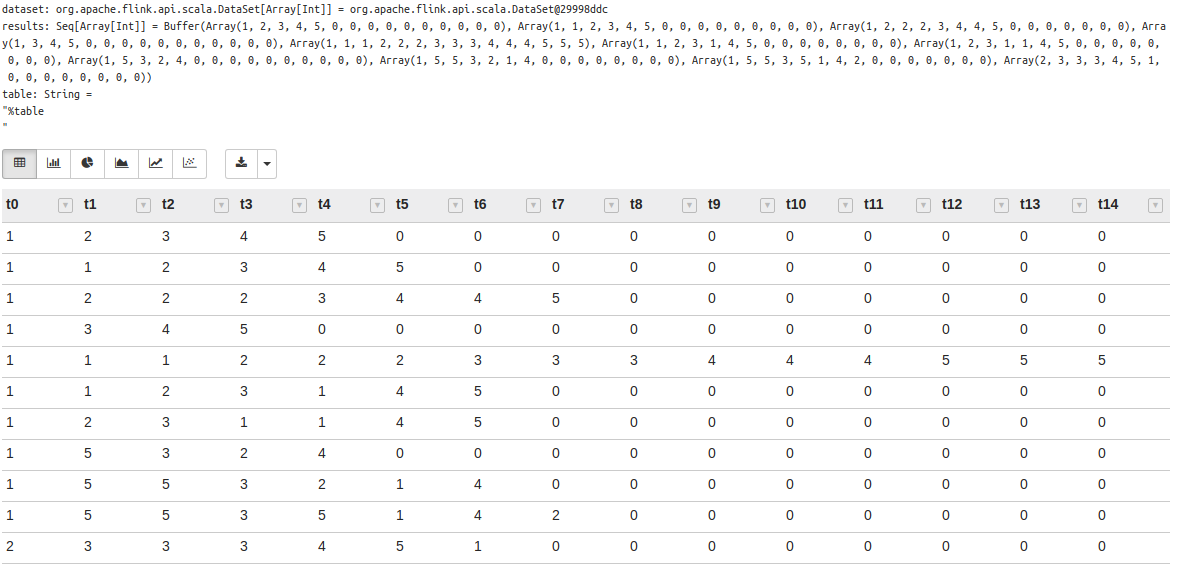 dataset: org.apache.flink.api.scala.DataSet[Array[Int]] = org.apache.flink.api.scala.DataSet@29998ddc
results: Seq[Array[Int]] = Buffer(Array(1, 2, 3, 4, 5, 0, 0, 0, 0, 0, 0, 0, 0, 0, 0), Array(1, 1, 2, 3, 4, 5, 0, 0, 0, 0, 0, 0, 0, 0, 0), Array(1, 2, 2, 2, 3, 4, 4, 5, 0, 0, 0, 0, 0, 0, 0), Arra
y(1, 3, 4, 5, 0, 0, 0, 0, 0, 0, 0, 0, 0, 0, 0), Array(1, 1, 1, 2, 2, 2, 3, 3, 3, 4, 4, 4, 5, 5, 5), Array(1, 1, 2, 3, 1, 4, 5, 0, 0, 0, 0, 0, 0, 0, 0), Array(1, 2, 3, 1, 1, 4, 5, 0, 0, 0, 0, 0,
0, 0, 0), Array(1, 5, 3, 2, 4, 0, 0, 0, 0, 0, 0, 0, 0, 0, 0), Array(1, 5, 5, 3, 2, 1, 4, 0, 0, 0, 0, 0, 0, 0, 0), Array(1, 5, 5, 3, 5, 1, 4, 2, 0, 0, 0, 0, 0, 0, 0), Array(2, 3, 3, 3, 4, 5, 1,
0, 0, 0, 0, 0, 0, 0, 0))
table: String =
"%table
"
t0 t1 t2 t3 t4 t5 t6 t7 t8 t9 t10 t11 t12 t13 t14
1 2 3 4 5 0 0 0 0 0 0 0 0 0 0
1 1 2 3 4 5 0 0 0 0 0 0 0 0 0
1 2 2 2 3 4 4 5 0 0 0 0 0 0 0
1 3 4 5 0 0 0 0 0 0 0 0 0 0 0
1 1 1 2 2 2 3 3 3 4 4 4 5 5 5
1 1 2 3 1 4 5 0 0 0 0 0 0 0 0
1 2 3 1 1 4 5 0 0 0 0 0 0 0 0
1 5 3 2 4 0 0 0 0 0 0 0 0 0 0
1 5 5 3 2 1 4 0 0 0 0 0 0 0 0
1 5 5 3 5 1 4 2 0 0 0 0 0 0 0
2 3 3 3 4 5 1 0 0 0 0 0 0 0 0